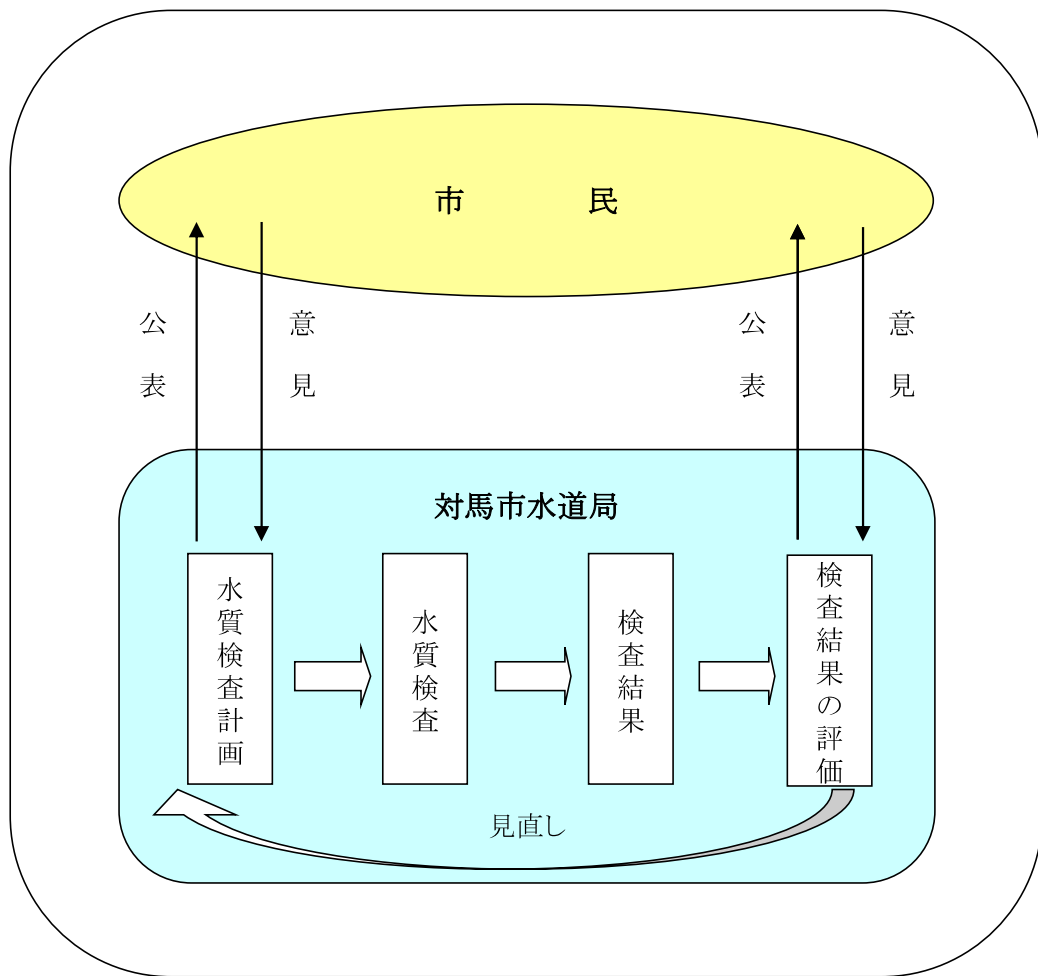 市民
公表
意見
公表
意見
対馬市水道局
水質検査計画
水質検査
検査結果
検査結果の評価
見直し